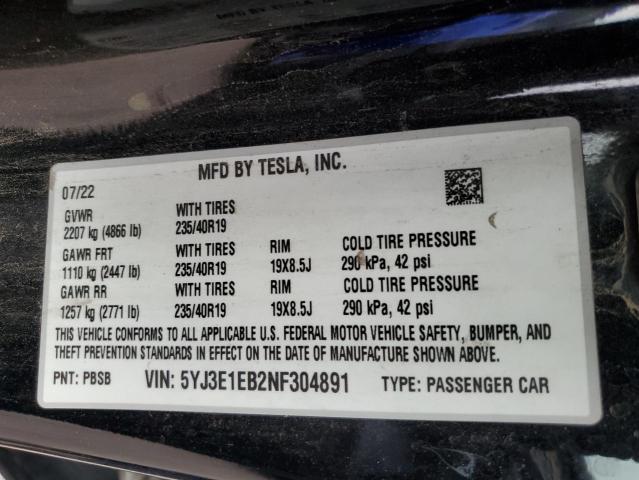 MFD BY TESLA, INC.
07/22
GVWR WITH TIRES
2207 kg (4866 lb) 235/40R19
GAWR FRT WITH TIRES RIM COLD TIRE PRESSURE
1110 kg (2447 lb) 235/40R19 19X8.5J 290 kPa, 42 psi
GAWR RR WITH TIRES RIM COLD TIRE PRESSURE
1257 kg (2771 lb) 235/40R19 19X8.5J 290 kPa, 42 psi
THIS VEHICLE CONFORMS TO ALL APPLICABLE U.S. FEDERAL MOTOR VEHICLE SAFETY, BUMPER, AND
THEFT PREVENTION STANDARDS IN EFFECT ON THE DATE OF MANUFACTURE SHOWN ABOVE.
PNT: PBSB VIN: 5YJ3E1EB2NF304891 TYPE: PASSENGER CAR